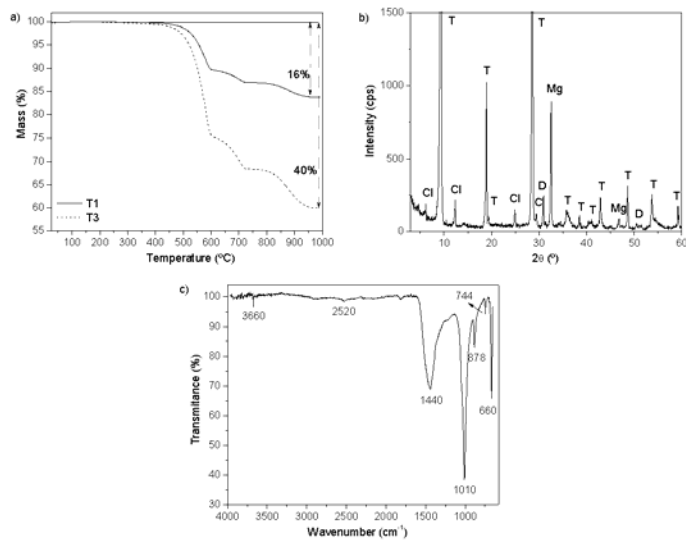 a)
100
95
90
85
80
75
70
65
60
55
16%
40%
T1
T3
Mass (%)
0 100 200 300 400 500 600 700 800 900 1000
Temperature (ºC)
b)
1500
1000
500
0
Intensity (cps)
T
T
Mg
T
Cl
Cl
T
Cl
Cl
D
T
T
T
Mg
T
D
T
T
10 20 30 40 50 60
2θ (º)
c)
100
90
80
70
60
50
40
30
Transmitance (%)
3660
2520
1440
1010
878
744
660
4000 3500 3000 2500 2000 1500 1000
Wavenumber (cm-1)